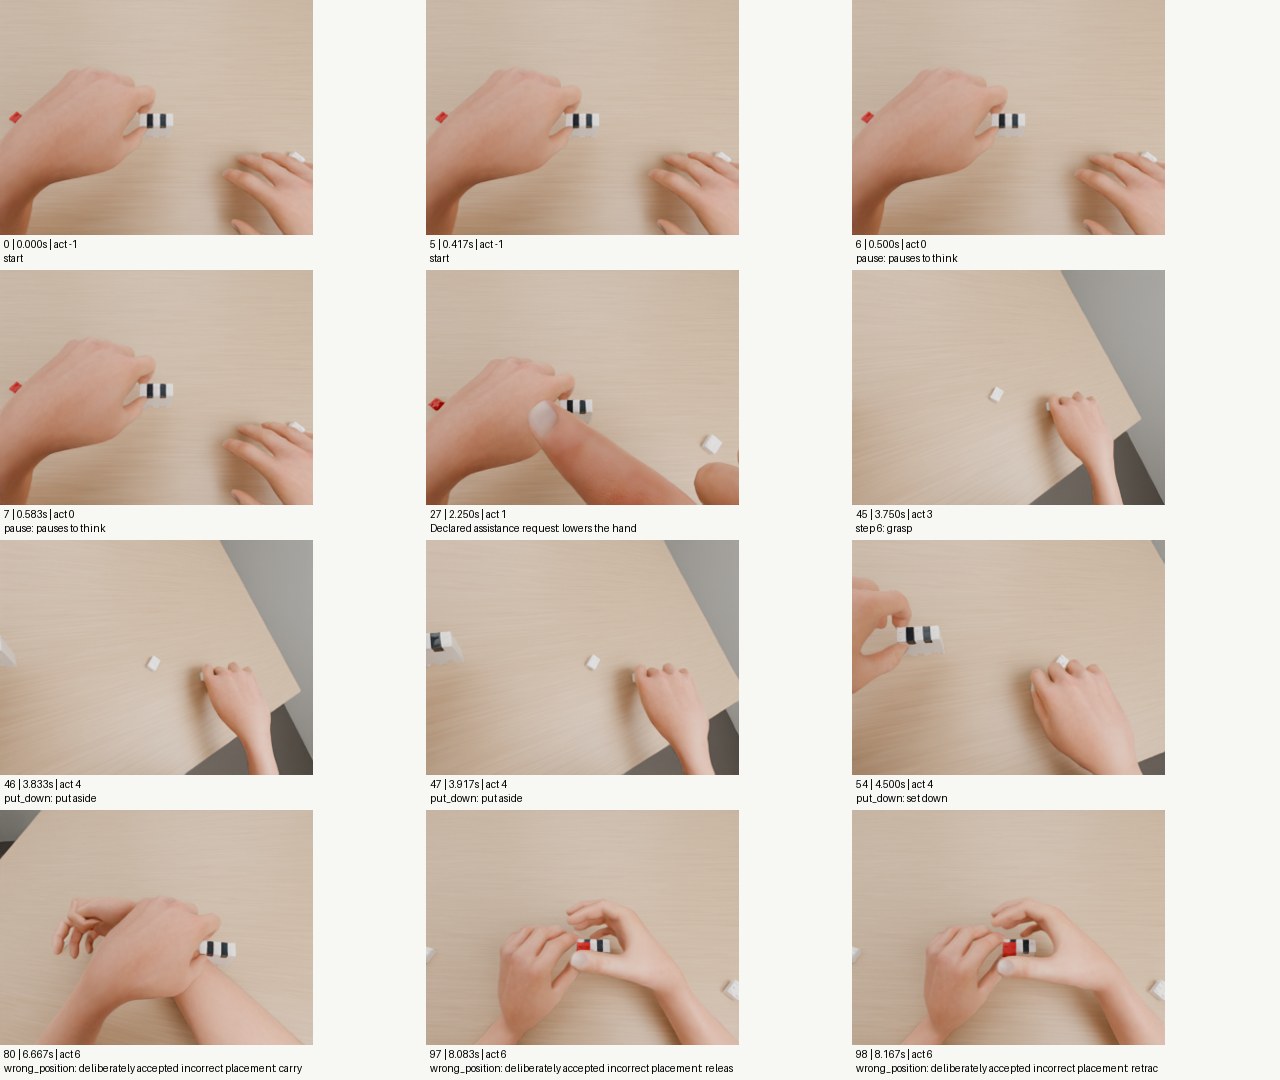 0 | 0.000s | act -1
start
5 | 0.417s | act -1
start
6 | 0.500s | act 0
pause: pauses to think
7 | 0.583s | act 0
pause: pauses to think
27 | 2.250s | act 1
Declared assistance request: lowers the hand
45 | 3.750s | act 3
step 6: grasp
46 | 3.833s | act 4
put_down: put aside
47 | 3.917s | act 4
put_down: put aside
54 | 4.500s | act 4
put_down: set down
80 | 6.667s | act 6
wrong_position: deliberately accepted incorrect placement: carry
97 | 8.083s | act 6
wrong_position: deliberately accepted incorrect placement: releas
98 | 8.167s | act 6
wrong_position: deliberately accepted incorrect placement: retrac